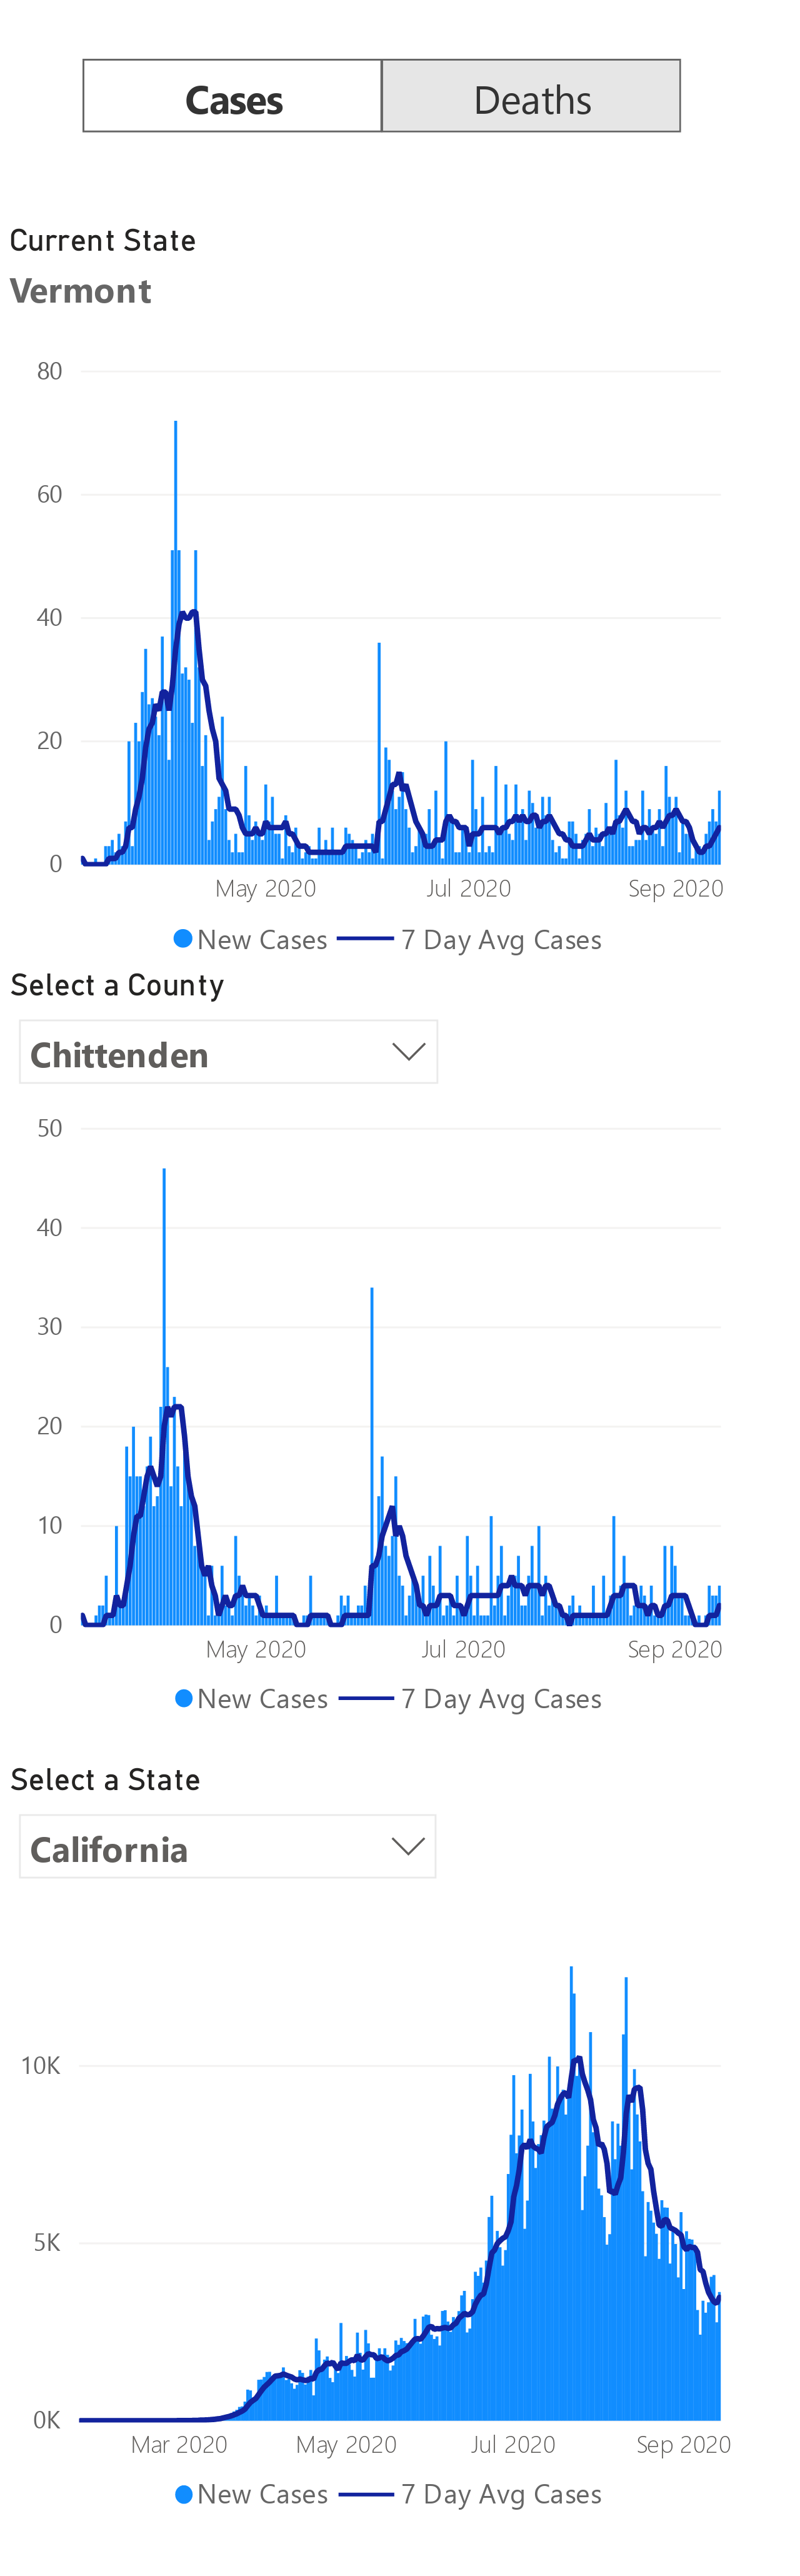 Cases Deaths
Current State
Vermont
80
60
40
20
0
May 2020 Jul 2020 Sep 2020
New Cases 7 Day Avg Cases
Select a County
Chittenden
50
40
30
20
10
0
May 2020 Jul 2020 Sep 2020
New Cases 7 Day Avg Cases
Select a State
California
10K
5K
0K
Mar 2020 May 2020 Jul 2020 Sep 2020
New Cases 7 Day Avg Cases